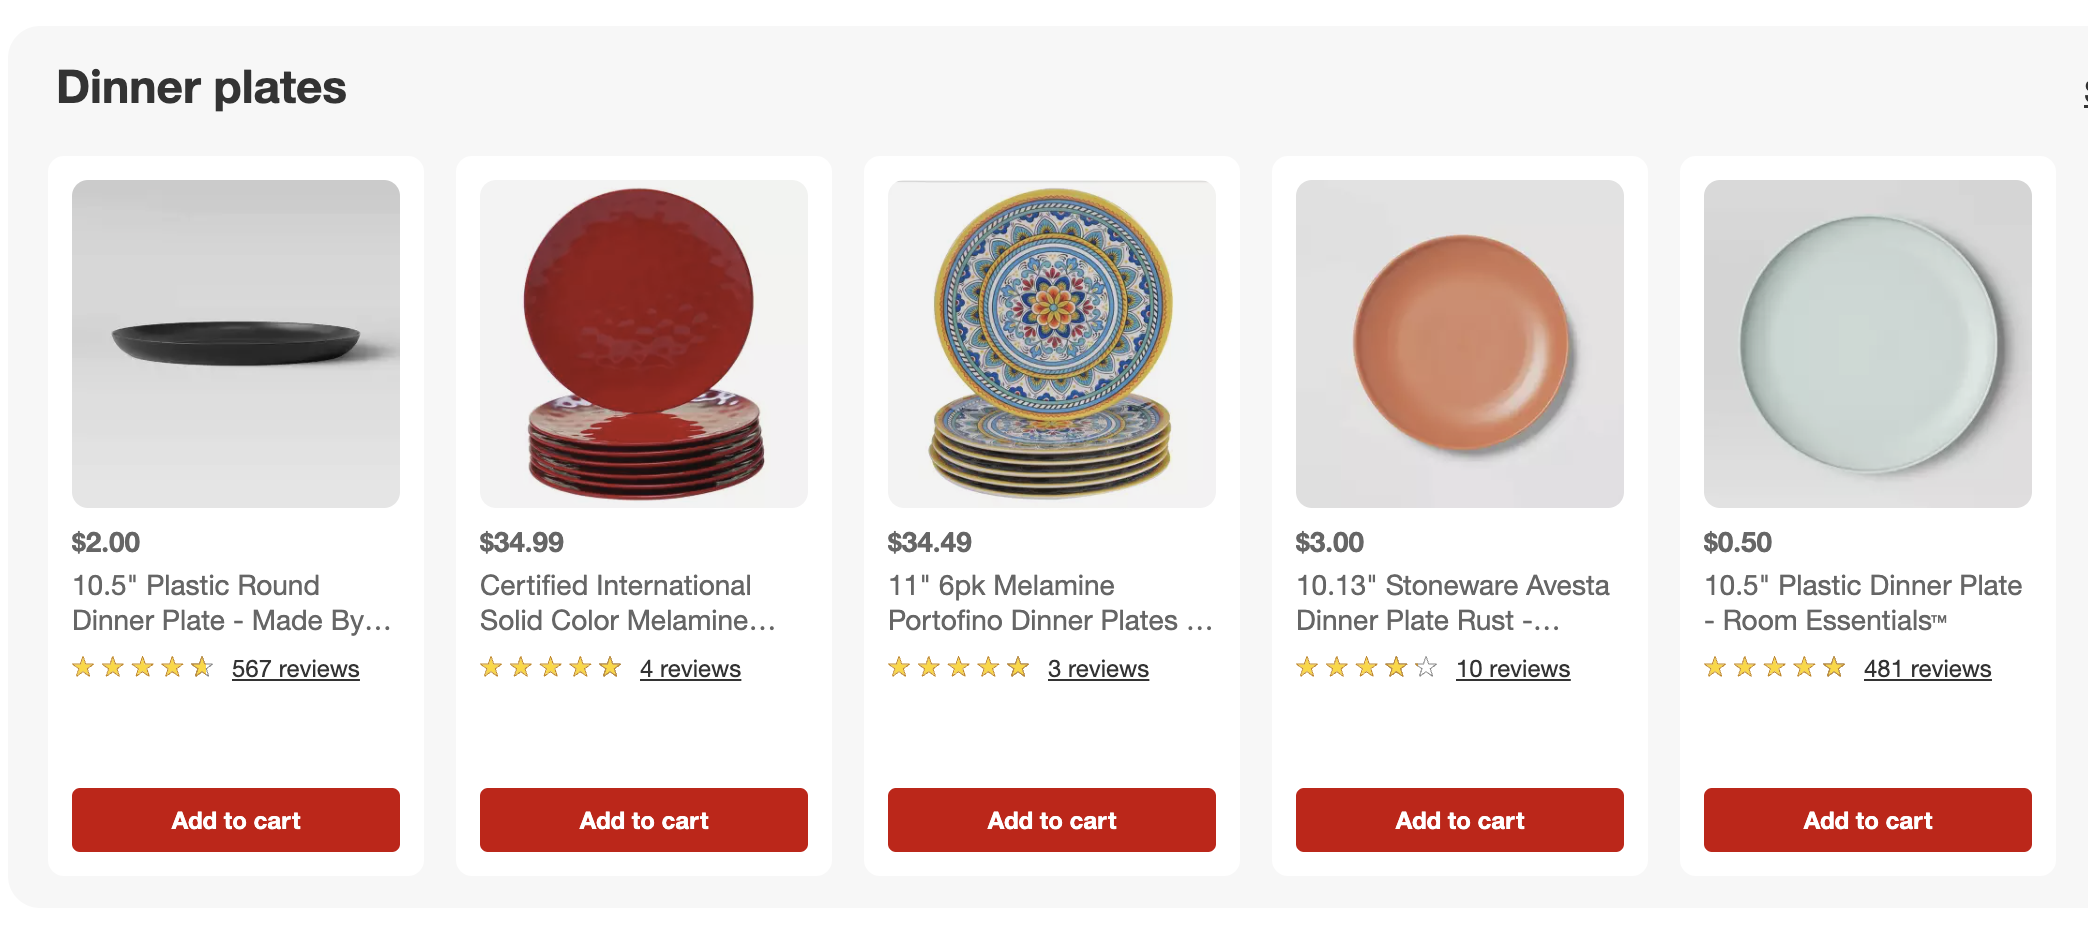 Dinner plates
$2.00
10.5" Plastic Round
Dinner Plate - Made By...
567 reviews
Add to cart
$34.99
Certified International
Solid Color Melamine...
4 reviews
Add to cart
$34.49
11" 6pk Melamine
Portofino Dinner Plates ...
3 reviews
Add to cart
$3.00
10.13" Stoneware Avesta
Dinner Plate Rust -...
10 reviews
Add to cart
$0.50
10.5" Plastic Dinner Plate
- Room Essentials™
481 reviews
Add to cart